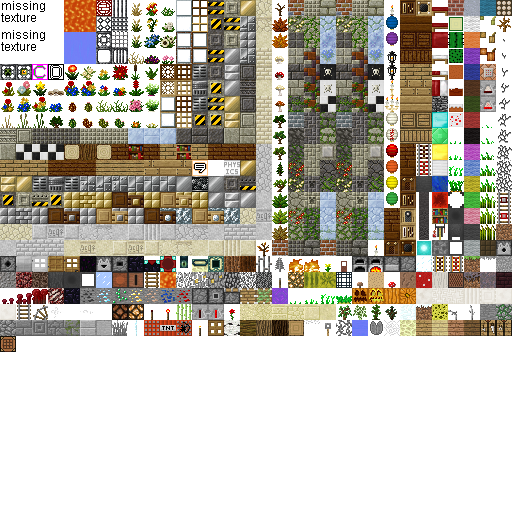 missing
texture
missing
texture
C
PHYS
ICS
TNT